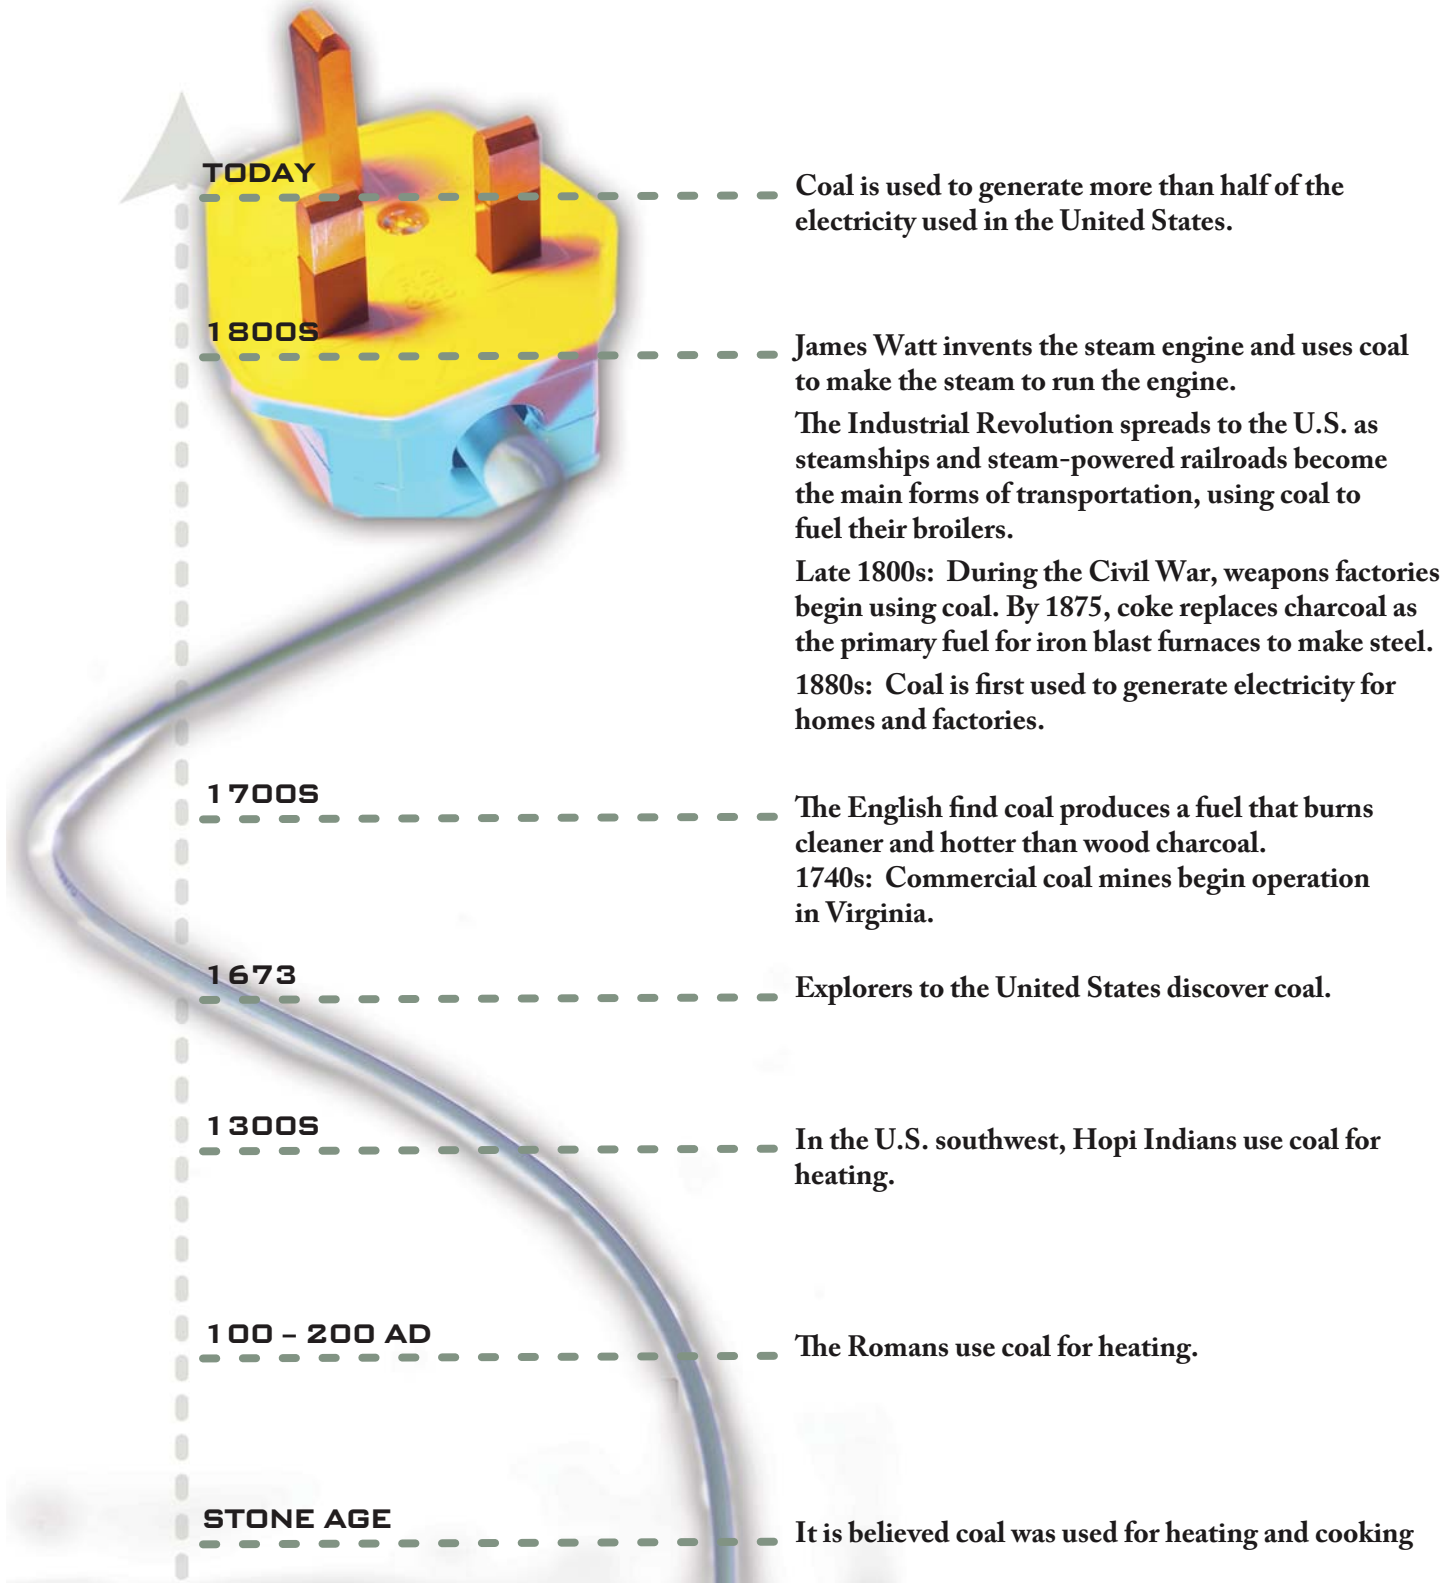 TODAY
Coal is used to generate more than half of the
electricity used in the United States.
1800S
James Watt invents the steam engine and uses coal
to make the steam to run the engine.
The Industrial Revolution spreads to the U.S. as
steamships and steam-powered railroads become
the main forms of transportation, using coal to
fuel their broilers.
Late 1800s:  During the Civil War, weapons factories
begin using coal. By 1875, coke replaces charcoal as
the primary fuel for iron blast furnaces to make steel.
1880s:  Coal is first used to generate electricity for
homes and factories.
1700S
The English find coal produces a fuel that burns
cleaner and hotter than wood charcoal.
1740s:  Commercial coal mines begin operation
in Virginia.
1673
Explorers to the United States discover coal.
1300S
In the U.S. southwest, Hopi Indians use coal for
heating.
100 – 200 AD
The Romans use coal for heating.
STONE AGE
It is believed coal was used for heating and cooking